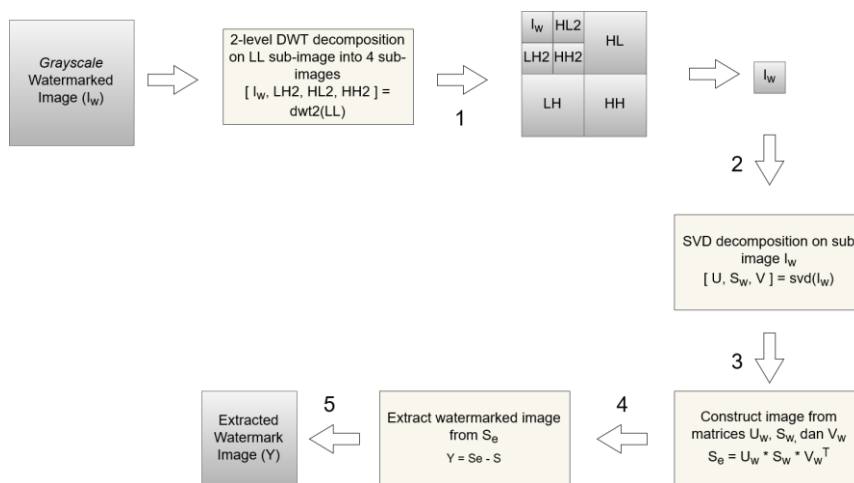 Grayscale
Watermarked
Image (Iw)
2-level DWT decomposition
on LL sub-image into 4 sub-
images
[ Iw, LH2, HL2, HH2 ] =
dwt2(LL)
1
Iw
HL2
HL
LH2
HH2
LH
HH
Iw
2
SVD decomposition on sub
image Iw
[ U, Sw, V ] = svd(Iw)
3
Construct image from
matrices Uw, Sw, dan Vw
Se = Uw * Sw * VwT
4
Extract watermarked image
from Se
Y = Se - S
5
Extracted
Watermark
Image (Y)